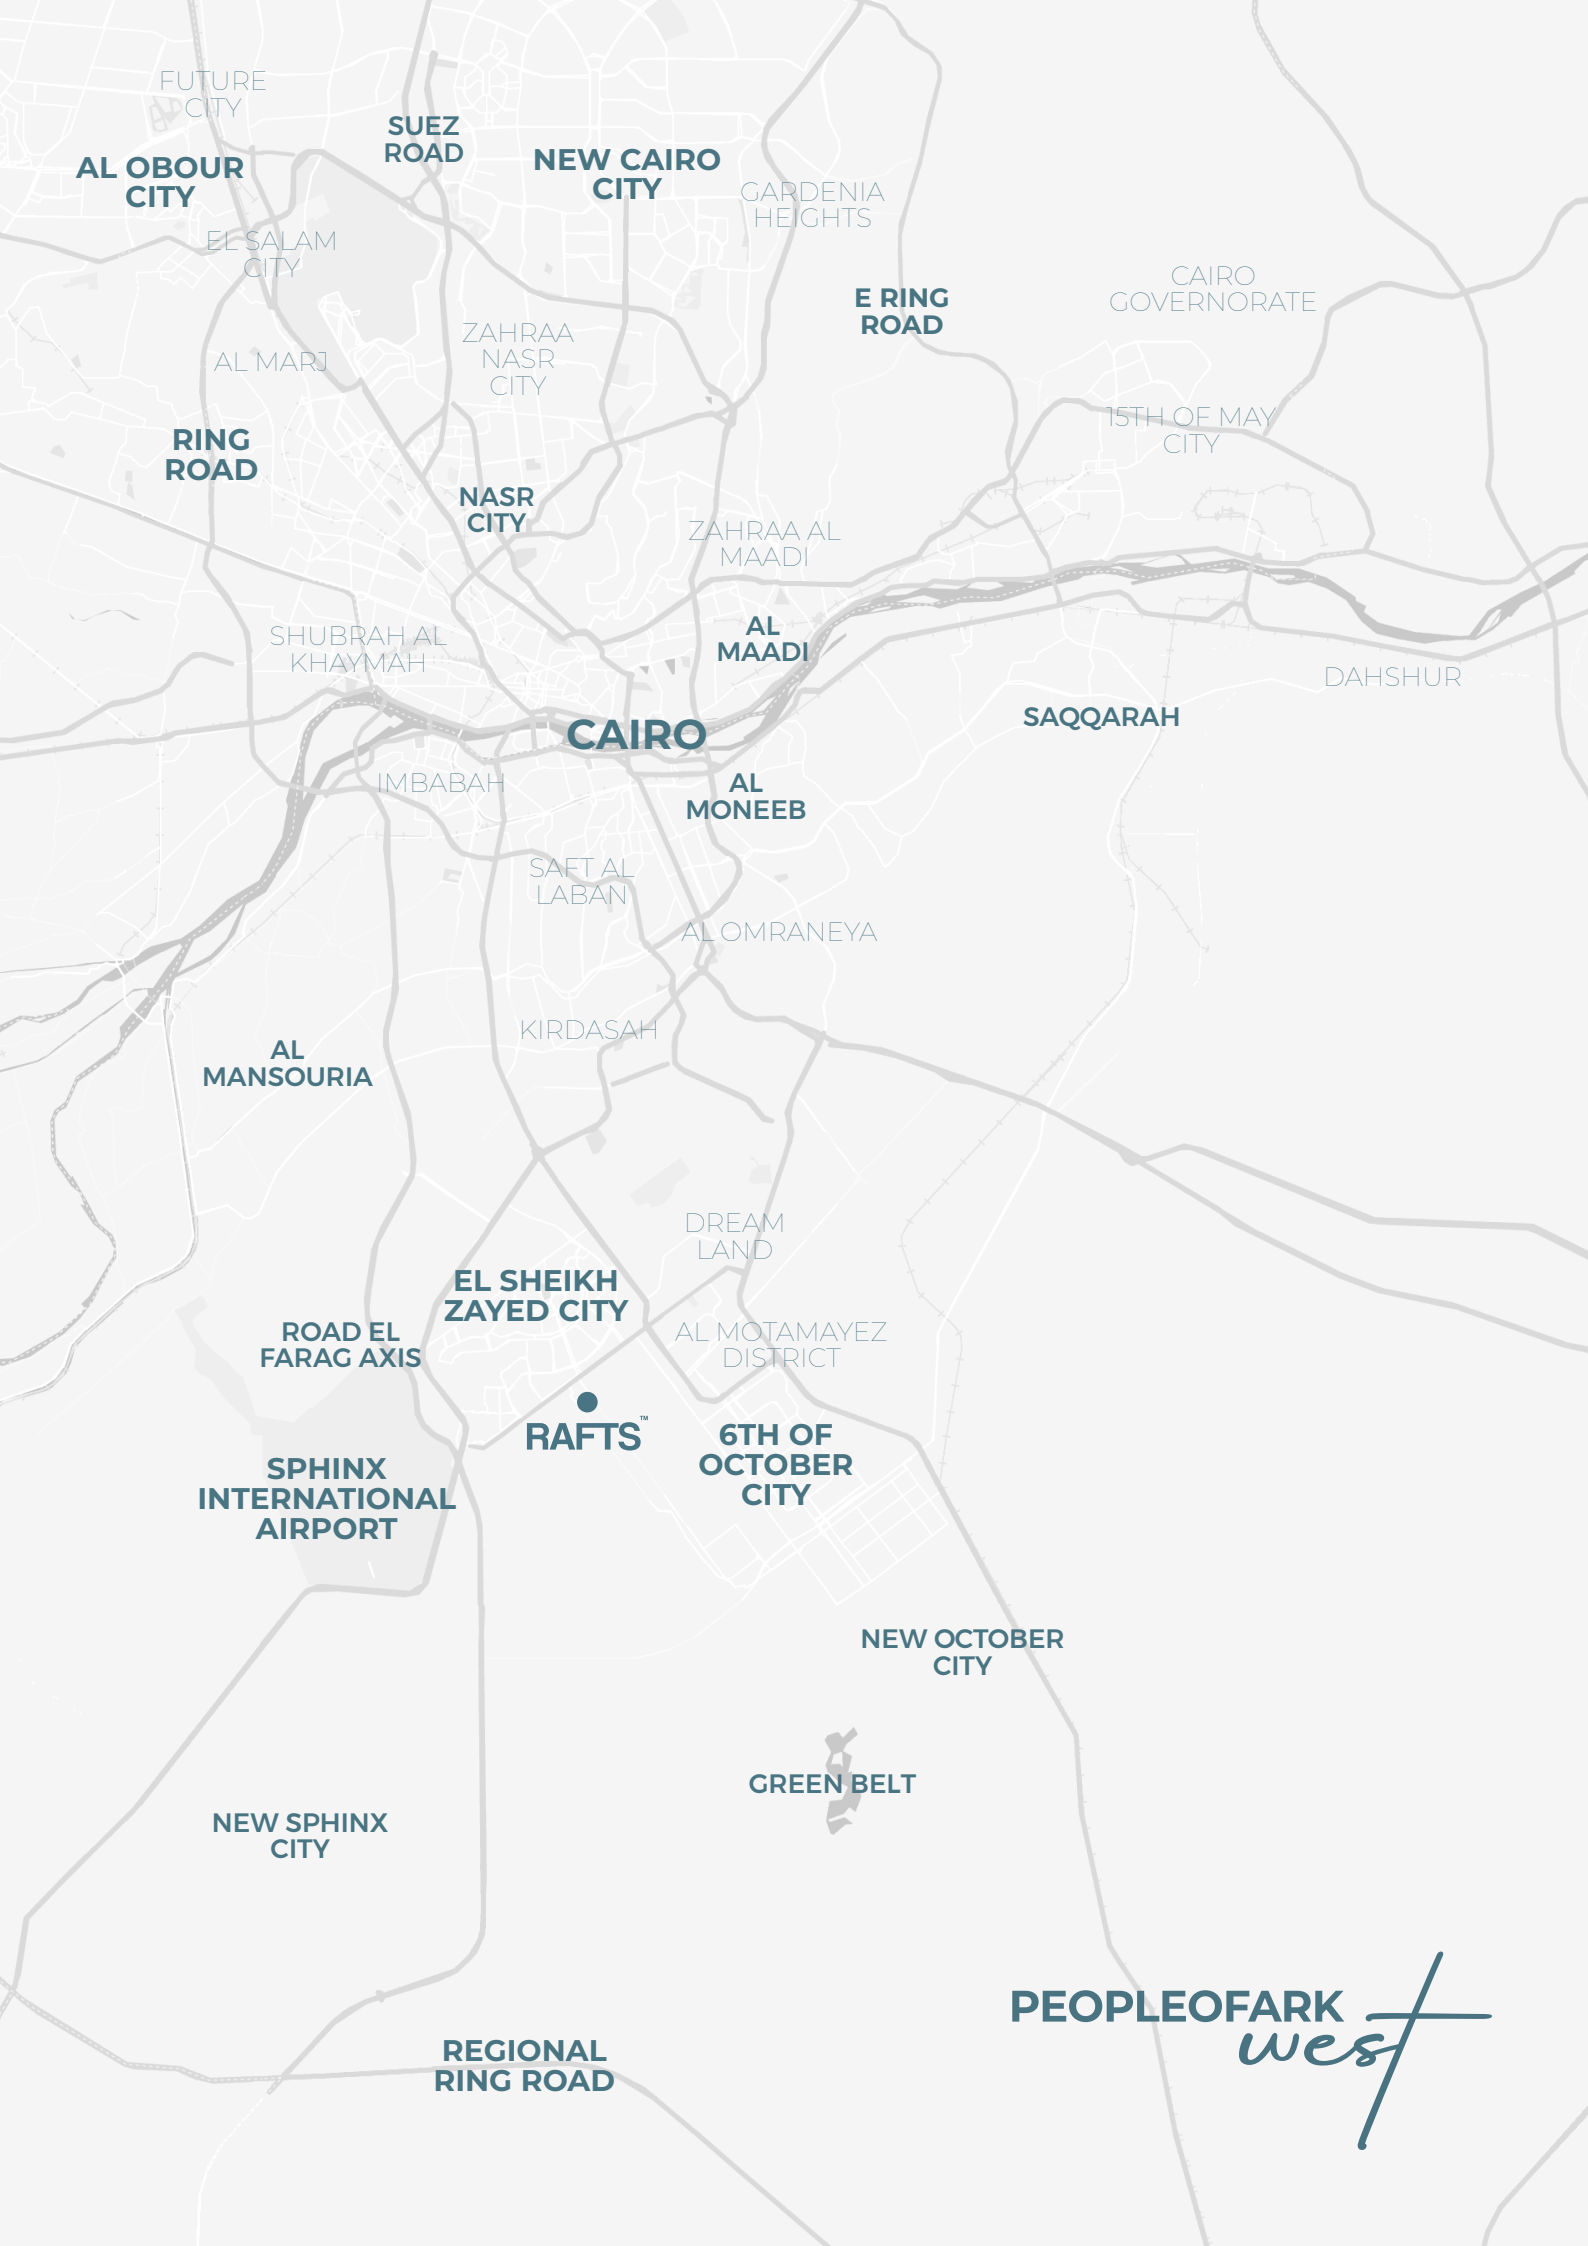 FUTURE
CITY
SUEZ
ROAD
AL OBOUR
CITY
NEW CAIRO
CITY
GARDENIA
HEIGHTS
EL SALAM
CITY
CAIRO
GOVERNORATE
E RING
ROAD
ZAHRAA
NASR
CITY
AL MARJ
15TH OF MAY
CITY
RING
ROAD
NASR
CITY
ZAHRAA AL
MAADI
AL
MAADI
SHUBRAH AL
KHAYMAH
DAHSHUR
SAQQARAH
CAIRO
IMBABAH
AL
MONEEB
SAFT AL
LABAN
AL OMRANEYA
KIRDASAH
AL
MANSOURIA
DREAM
LAND
EL SHEIKH
ZAYED CITY
ROAD EL
FARAG AXIS
AL MOTAMAYEZ
DISTRICT
RAFTS™
6TH OF
OCTOBER
CITY
SPHINX
INTERNATIONAL
AIRPORT
NEW OCTOBER
CITY
GREEN BELT
NEW SPHINX
CITY
PEOPLEOFARK
west
REGIONAL
RING ROAD